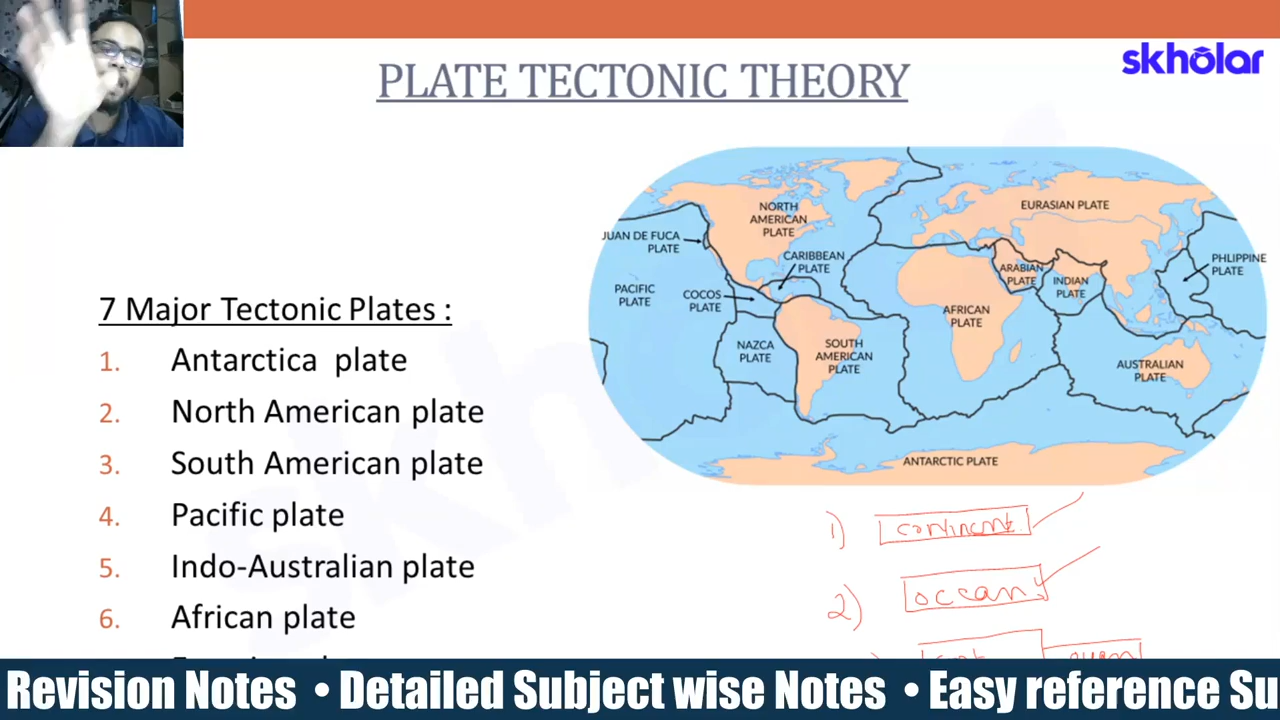 skholar
PLATE TECTONIC THEORY
7 Major Tectonic Plates :
1. Antarctica plate
2. North American plate
3. South American plate
4. Pacific plate
5. Indo-Australian plate
6. African plate
NORTH
AMERICAN
PLATE
EURASIAN PLATE
JUAN DE FUCA
PLATE
CARIBBEAN
PLATE
PHLIPPINE
PLATE
ARABIAN
PLATE
INDIAN
PLATE
PACIFIC
PLATE
COCOS
PLATE
AFRICAN
PLATE
NAZCA
PLATE
SOUTH
AMERICAN
PLATE
AUSTRALIAN
PLATE
ANTARCTIC PLATE
1) continent
2) ocean
Revision Notes • Detailed Subject wise Notes • Easy reference Su